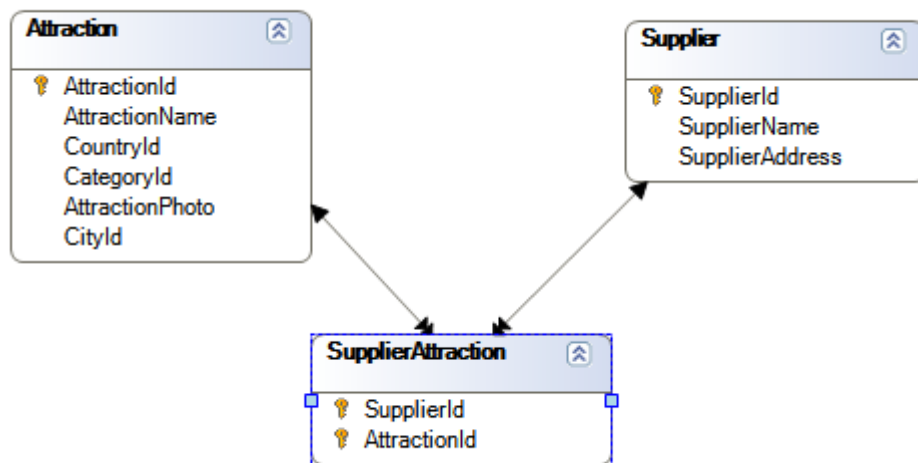 Attraction
AttractionId
AttractionName
CountryId
CategoryId
AttractionPhoto
CityId
Supplier
SupplierId
SupplierName
SupplierAddress
SupplierAttraction
SupplierId
AttractionId